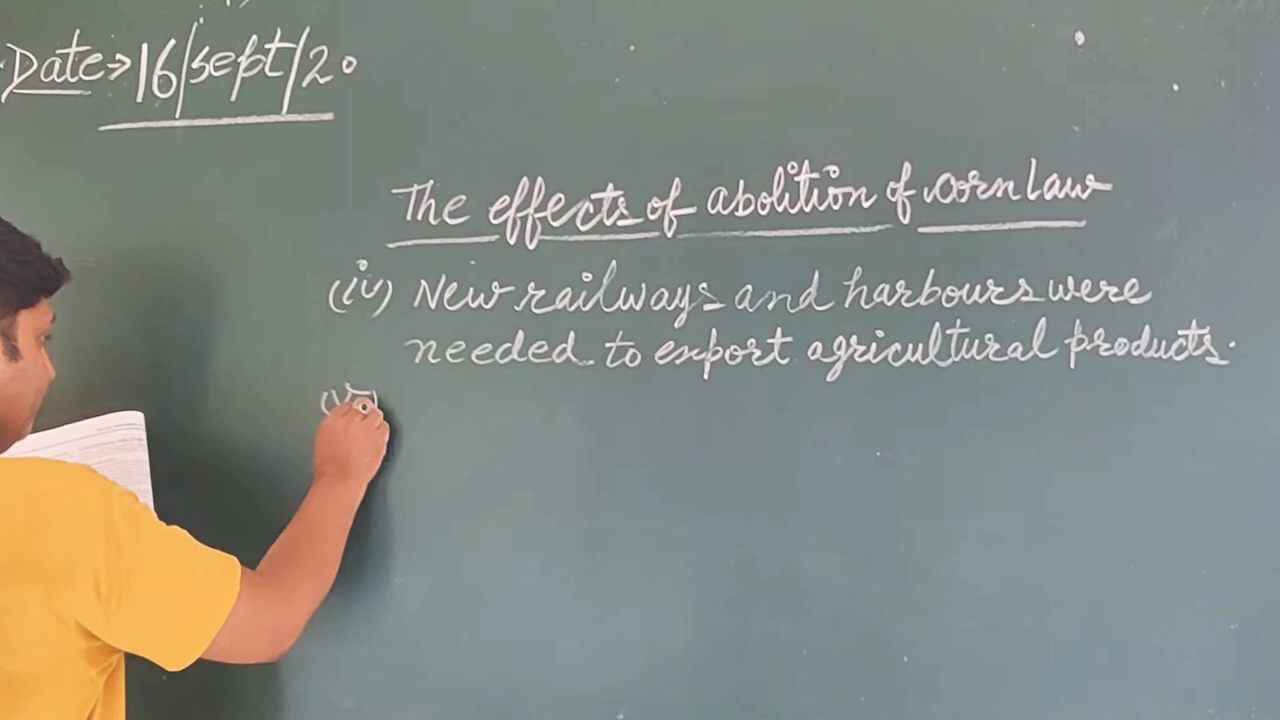 Date → 16/sept/20
The effects of abolition of corn law
(iv) New railways and harbours were
needed to export agricultural products.
(v)